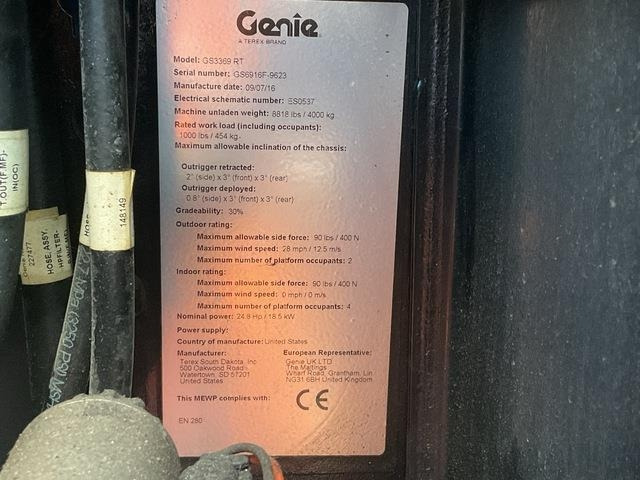 Genie
A TEREX BRAND
Model: GS3369 RT
Serial number: GS6916F-9623
Manufacture date: 09/07/16
Electrical schematic number: ES0537
Machine unladen weight: 8818 lbs / 4000 kg
Rated work load (including occupants):
1000 lbs / 454 kg
Maximum allowable inclination of the chassis:
Outrigger retracted:
2° (side) x 3° (front) x 3° (rear)
Outrigger deployed:
0.8° (side) x 3° (front) x 3° (rear)
Gradeability: 30%
Outdoor rating:
Maximum allowable side force: 90 lbs / 400 N
Maximum wind speed: 28 mph / 12.5 m/s
Maximum number of platform occupants: 2
Indoor rating:
Maximum allowable side force: 90 lbs / 400 N
Maximum wind speed: 0 mph / 0 m/s
Maximum number of platform occupants: 4
Nominal power: 24.8 Hp / 18.5 kW
Power supply:
Country of manufacture: United States
Manufacturer:
Terex South Dakota, Inc
500 Oakwood Road
Watertown, SD 57201
United States
European Representative:
Genie UK LTD
The Maltings
Wharf Road, Grantham, Lin
NG31 6BH United Kingdom
This MEWP complies with:
CE
EN 280
IN(OC)
227477
HOSE, ASSY,
HPFILTER-
HOSE
148149